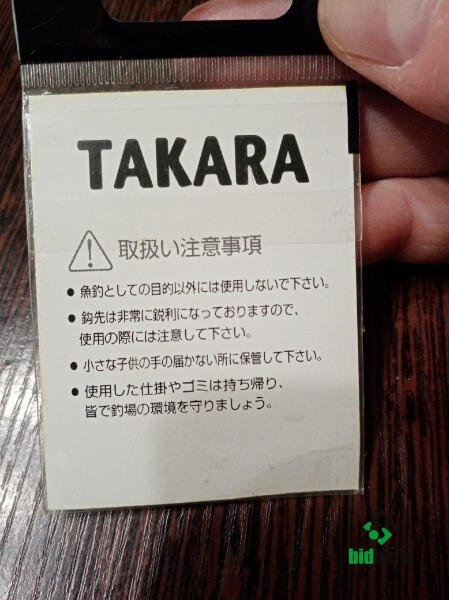 TAKARA
取扱い注意事項
● 魚釣としての目的以外には使用しないで下さい。
● 鈎先は非常に鋭利になっておりますので、
使用の際には注意して下さい。
● 小さな子供の手の届かない所に保管して下さい。
● 使用した仕掛やゴミは持ち帰り、
皆で釣場の環境を守りましょう。
bid